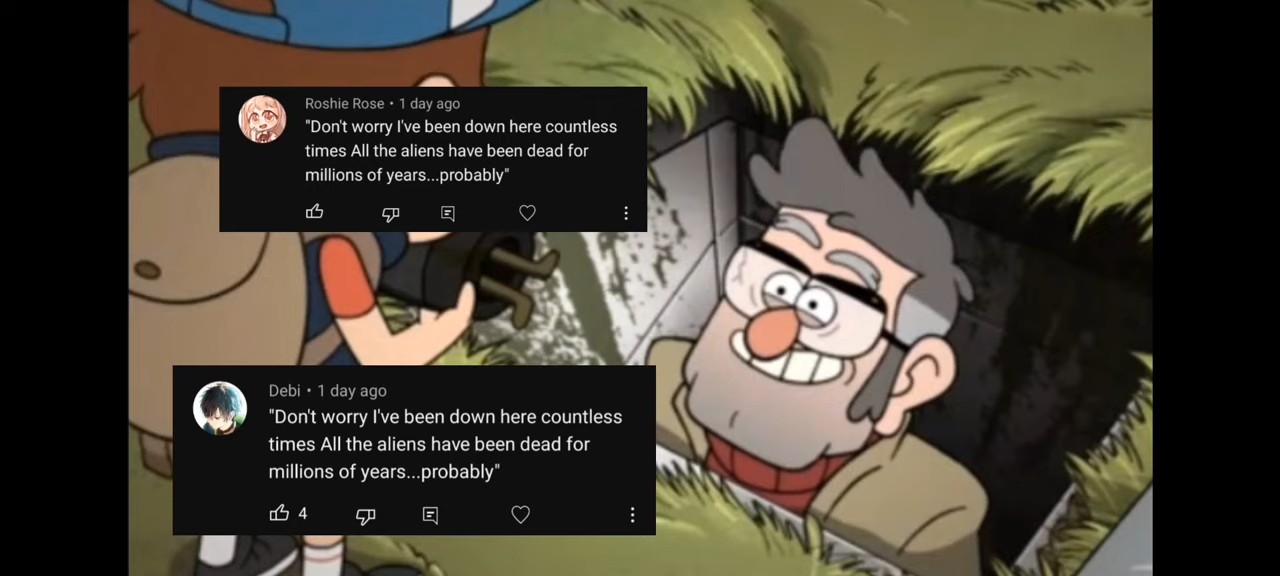 Roshie Rose • 1 day ago
"Don't worry I've been down here countless
times All the aliens have been dead for
millions of years...probably"
Debi • 1 day ago
"Don't worry I've been down here countless
times All the aliens have been dead for
millions of years...probably"
4